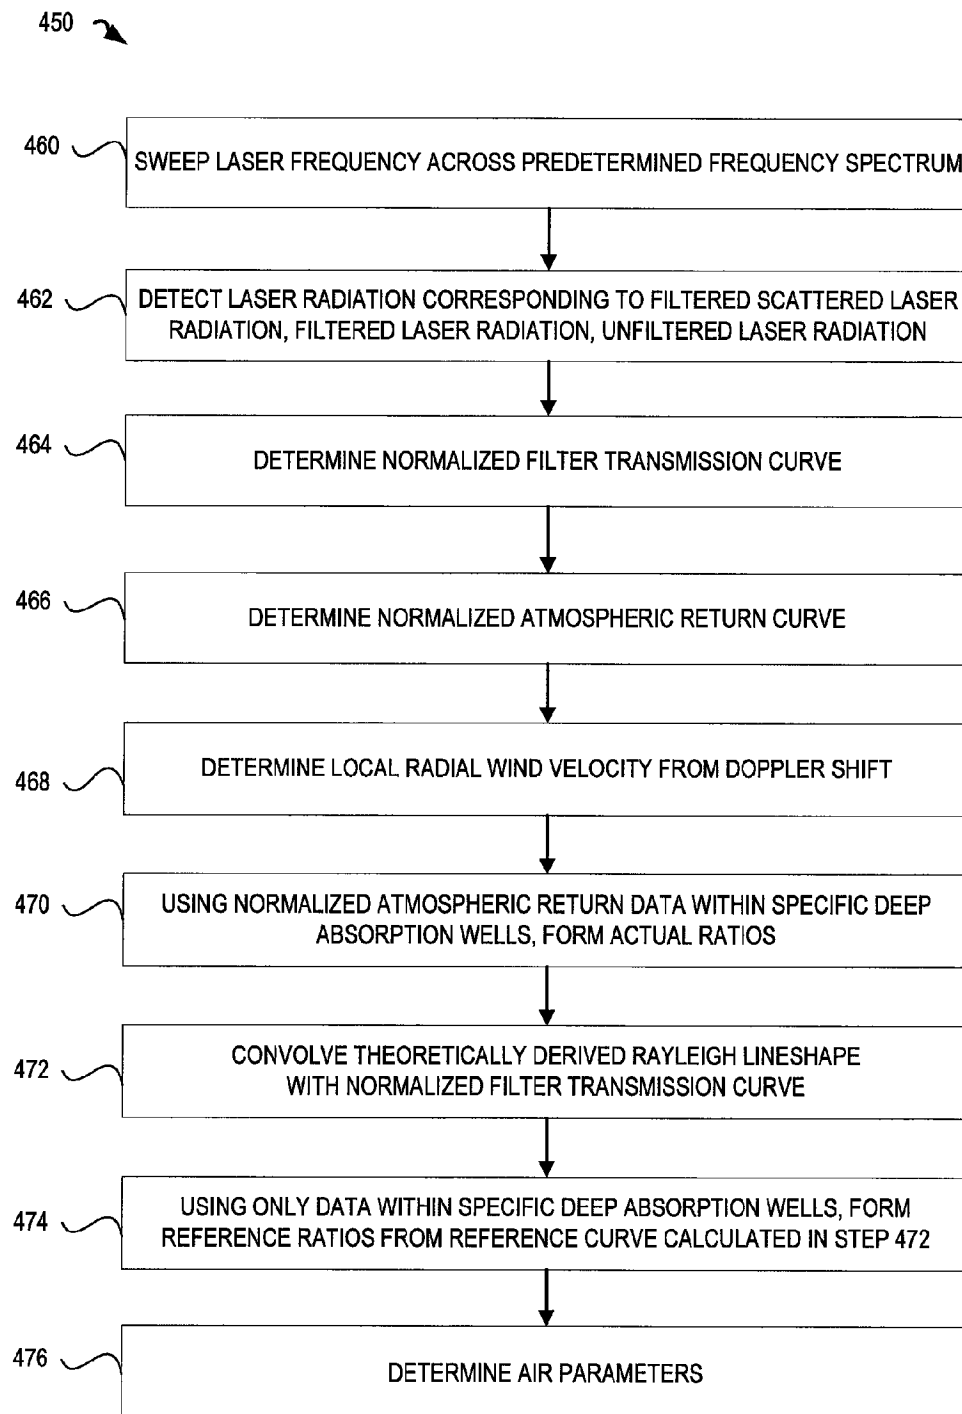 450
460
SWEEP LASER FREQUENCY ACROSS PREDETERMINED FREQUENCY SPECTRUM
462
DETECT LASER RADIATION CORRESPONDING TO FILTERED SCATTERED LASER
RADIATION, FILTERED LASER RADIATION, UNFILTERED LASER RADIATION
464
DETERMINE NORMALIZED FILTER TRANSMISSION CURVE
466
DETERMINE NORMALIZED ATMOSPHERIC RETURN CURVE
468
DETERMINE LOCAL RADIAL WIND VELOCITY FROM DOPPLER SHIFT
470
USING NORMALIZED ATMOSPHERIC RETURN DATA WITHIN SPECIFIC DEEP
ABSORPTION WELLS, FORM ACTUAL RATIOS
472
CONVOLVE THEORETICALLY DERIVED RAYLEIGH LINESHAPE
WITH NORMALIZED FILTER TRANSMISSION CURVE
474
USING ONLY DATA WITHIN SPECIFIC DEEP ABSORPTION WELLS, FORM
REFERENCE RATIOS FROM REFERENCE CURVE CALCULATED IN STEP 472
476
DETERMINE AIR PARAMETERS